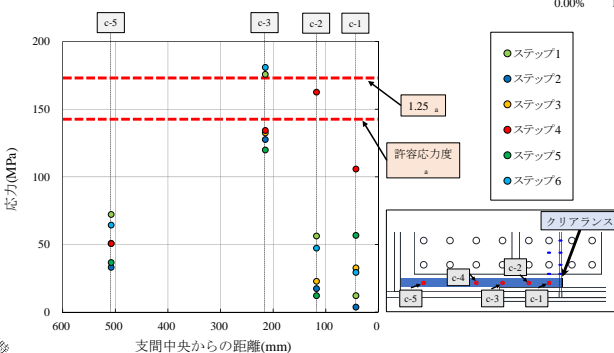 0.00%
c-5
c-3
c-2
c-1
200
150
100
50
0
応力(MPa)
600
500
400
300
200
100
0
支間中央からの距離(mm)
1.25 a
許容応力度
a
ステップ1
ステップ2
ステップ3
ステップ4
ステップ5
ステップ6
クリアランス
c-4
c-2
c-5
c-3
c-1